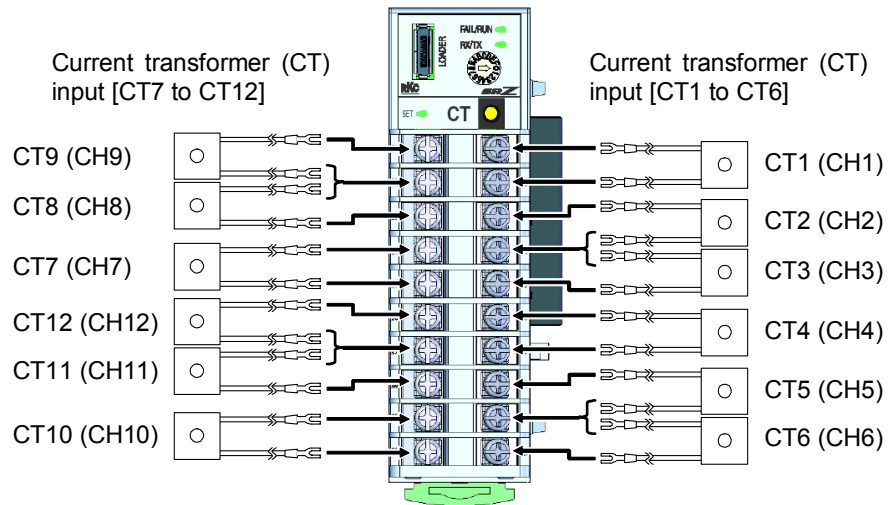 Current transformer (CT)
input [CT7 to CT12]
CT9 (CH9)
CT8 (CH8)
CT7 (CH7)
CT12 (CH12)
CT11 (CH11)
CT10 (CH10)
FAIL/RUN
RX/TX
LOADER
RKC
SRZ
SET
CT
Current transformer (CT)
input [CT1 to CT6]
CT1 (CH1)
CT2 (CH2)
CT3 (CH3)
CT4 (CH4)
CT5 (CH5)
CT6 (CH6)